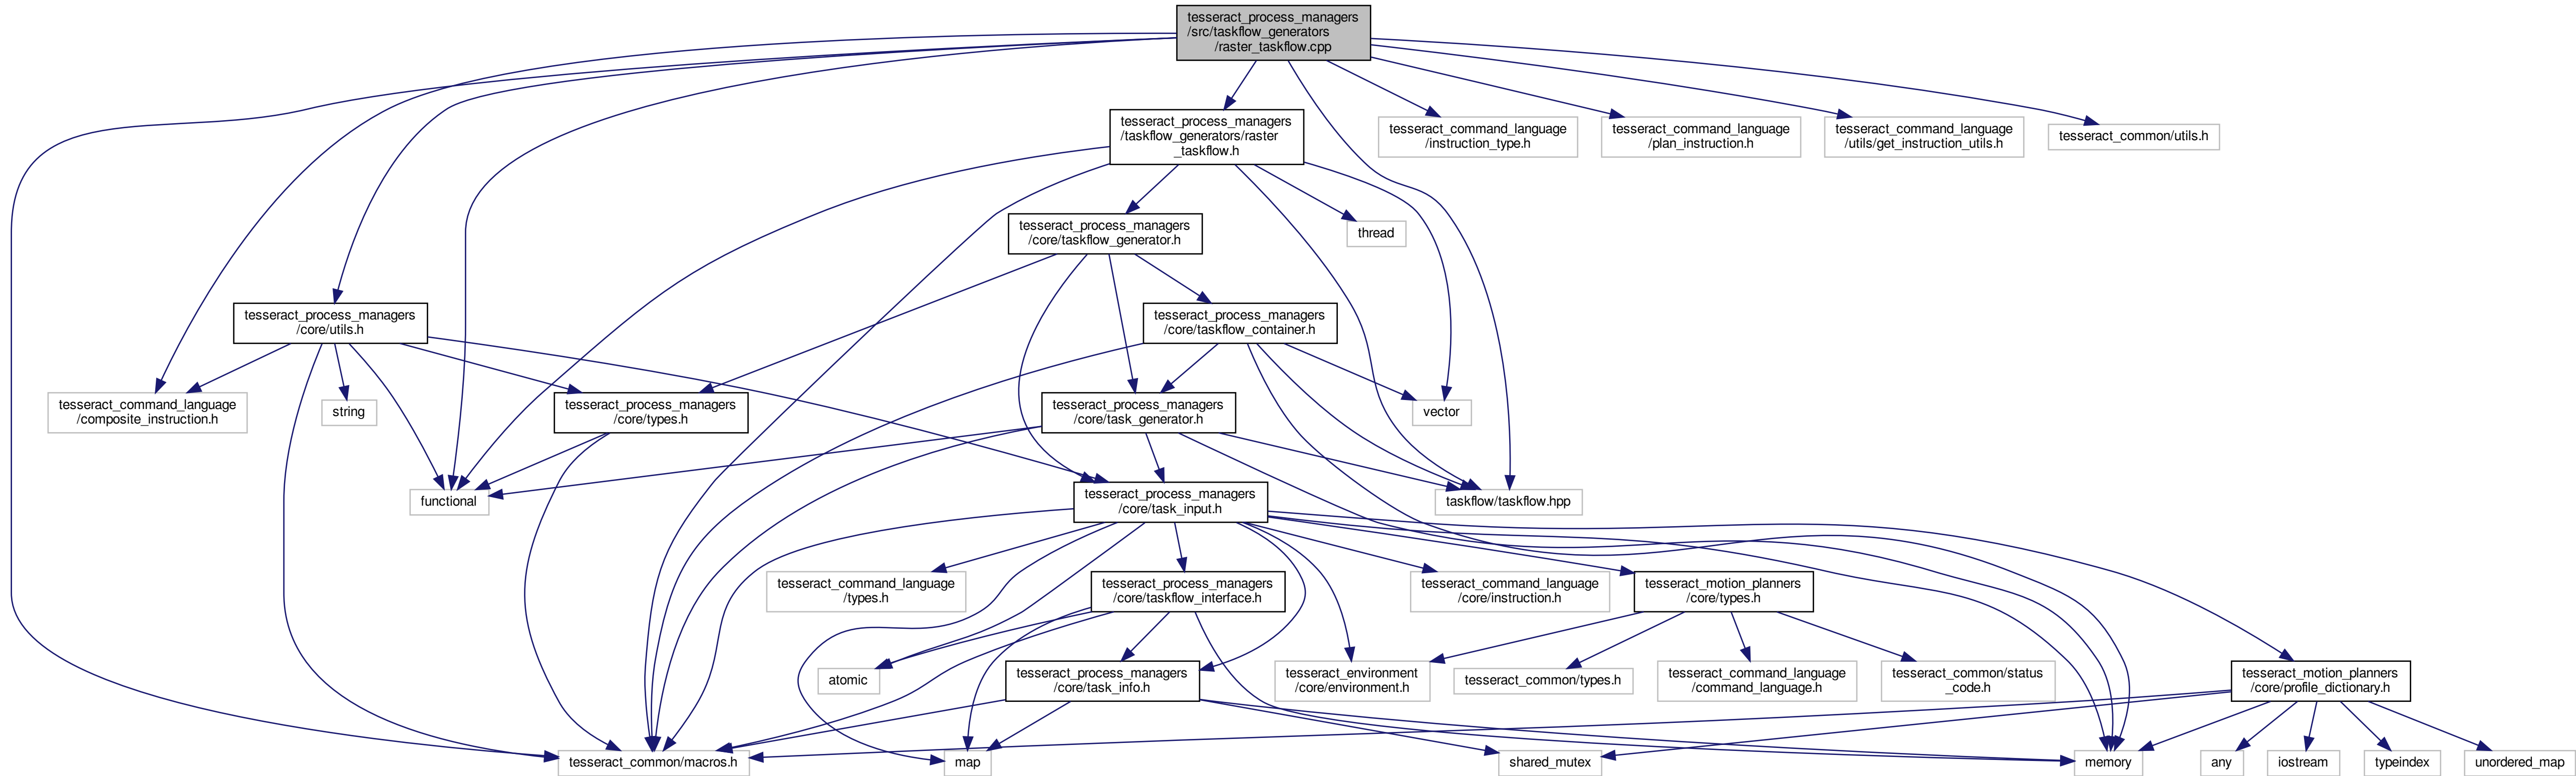 tesseract_process_managers
/src/taskflow_generators
/raster_taskflow.cpp
tesseract_process_managers
/taskflow_generators/raster
_taskflow.h
tesseract_command_language
/instruction_type.h
tesseract_command_language
/plan_instruction.h
tesseract_command_language
/utils/get_instruction_utils.h
tesseract_common/utils.h
tesseract_process_managers
/core/taskflow_generator.h
thread
tesseract_process_managers
/core/utils.h
tesseract_process_managers
/core/taskflow_container.h
tesseract_command_language
/composite_instruction.h
string
tesseract_process_managers
/core/types.h
tesseract_process_managers
/core/task_generator.h
vector
functional
tesseract_process_managers
/core/task_input.h
taskflow/taskflow.hpp
tesseract_command_language
/types.h
tesseract_process_managers
/core/taskflow_interface.h
tesseract_command_language
/core/instruction.h
tesseract_motion_planners
/core/types.h
atomic
tesseract_process_managers
/core/task_info.h
tesseract_environment
/core/environment.h
tesseract_common/types.h
tesseract_command_language
/command_language.h
tesseract_common/status
_code.h
tesseract_motion_planners
/core/profile_dictionary.h
tesseract_common/macros.h
map
shared_mutex
memory
any
iostream
typeindex
unordered_map